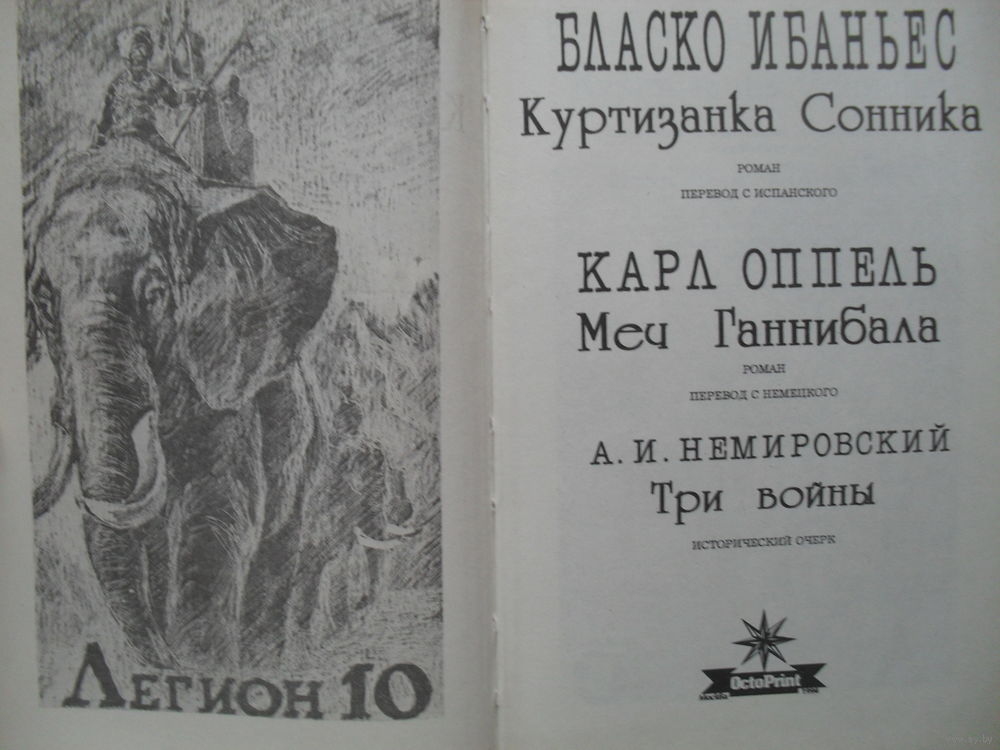 Легион 10
БЛАСКО ИБАНЬЕС
Куртизанка Сонника
РОМАН
ПЕРЕВОД С ИСПАНСКОГО
КАРЛ ОППЕЛЬ
Меч Ганнибала
РОМАН
ПЕРЕВОД С НЕМЕЦКОГО
А. И. НЕМИРОВСКИЙ
Три войны
ИСТОРИЧЕСКИЙ ОЧЕРК
OctoPrint